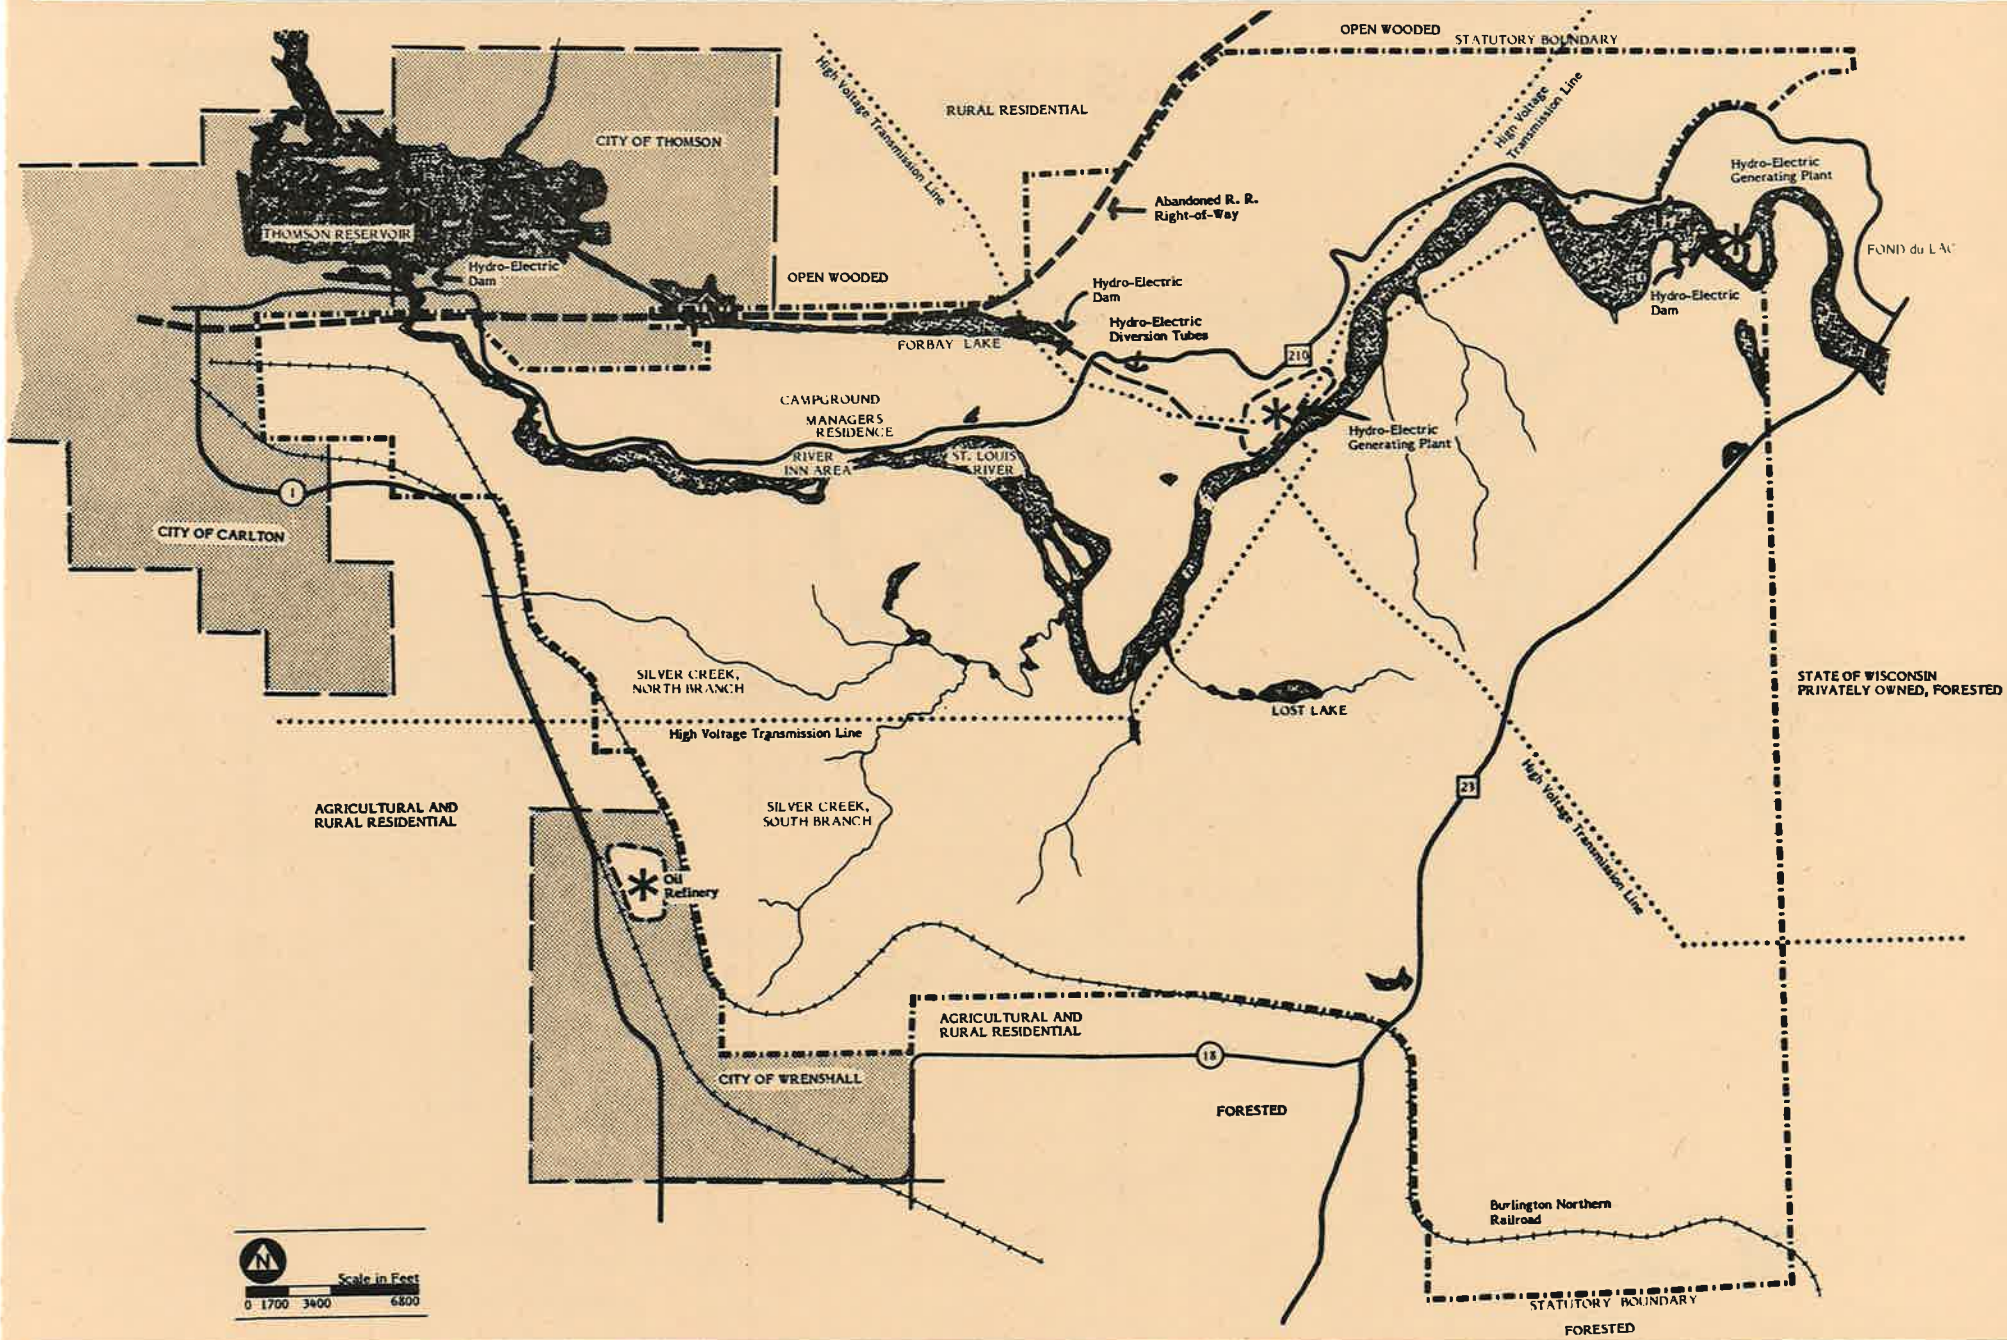 OPEN WOODED
STATUTORY BOUNDARY
High Voltage Transmission Line
RURAL RESIDENTIAL
High Voltage
Transmission Line
CITY OF THOMSON
Hydro-Electric
Generating Plant
Abandoned R. R.
Right-of-Way
THOMSON RESERVOIR
FOND du LAC
Hydro-Electric
Dam
OPEN WOODED
Hydro-Electric
Dam
Hydro-Electric
Dam
Hydro-Electric
Diversion Tubes
FORBAY LAKE
210
CAMPGROUND
MANAGERS
RESIDENCE
Hydro-Electric
Generating Plant
RIVER
INN AREA
ST. LOUIS
RIVER
1
CITY OF CARLTON
SILVER CREEK,
NORTH BRANCH
STATE OF WISCONSIN
PRIVATELY OWNED, FORESTED
LOST LAKE
High Voltage Transmission Line
High Voltage Transmission Line
23
AGRICULTURAL AND
RURAL RESIDENTIAL
SILVER CREEK,
SOUTH BRANCH
Oil
Refinery
AGRICULTURAL AND
RURAL RESIDENTIAL
18
CITY OF WRENSHALL
FORESTED
Burlington Northern
Railroad
N
Scale in Feet
0 1700 3400 6800
STATUTORY BOUNDARY
FORESTED